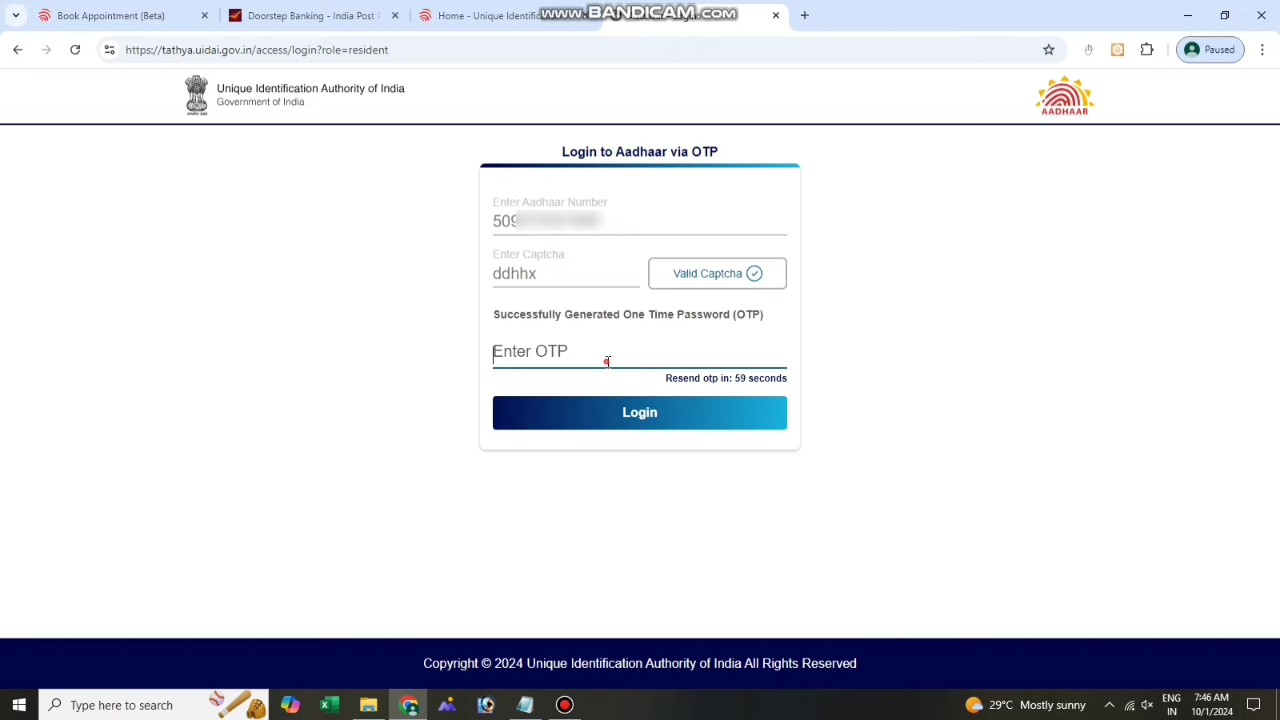 Book Appointment (Beta)
Doorstep Banking - India Post
Home - Unique Identific
www.BANDICAM.com
https://tathya.uidai.gov.in/access/login?role=resident
Paused
Unique Identification Authority of India
Government of India
AADHAAR
Login to Aadhaar via OTP
Enter Aadhaar Number
509
Enter Captcha
ddhhx
Valid Captcha
Successfully Generated One Time Password (OTP)
Enter OTP
Resend otp in: 59 seconds
Login
Copyright © 2024 Unique Identification Authority of India All Rights Reserved
Type here to search
29°C Mostly sunny
ENG
IN
7:46 AM
10/1/2024